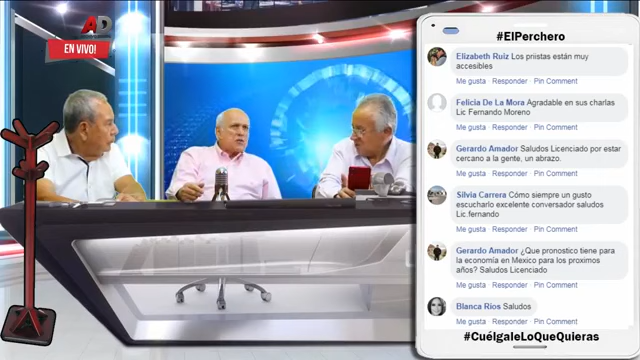 AD
EN VIVO!
#ElPerchero
Elizabeth Ruiz Los priistas están muy
accesibles
Me gusta · Responder · Pin Comment
Felicia De La Mora Agradable en sus charlas
Lic Fernando Moreno
Me gusta · Responder · Pin Comment
Gerardo Amador Saludos Licenciado por estar
cercano a la gente, un abrazo.
Me gusta · Responder · Pin Comment
Silvia Carrera Cómo siempre un gusto
escucharlo excelente conversador saludos
Lic.fernando
Me gusta · Responder · Pin Comment
Gerardo Amador ¿Que pronostico tiene para
la economía en Mexico para los proximos
años? Saludos Licenciado
Me gusta · Responder · Pin Comment
Blanca Ríos Saludos
Me gusta · Responder · Pin Comment
#CuélgaleLoQueQuieras